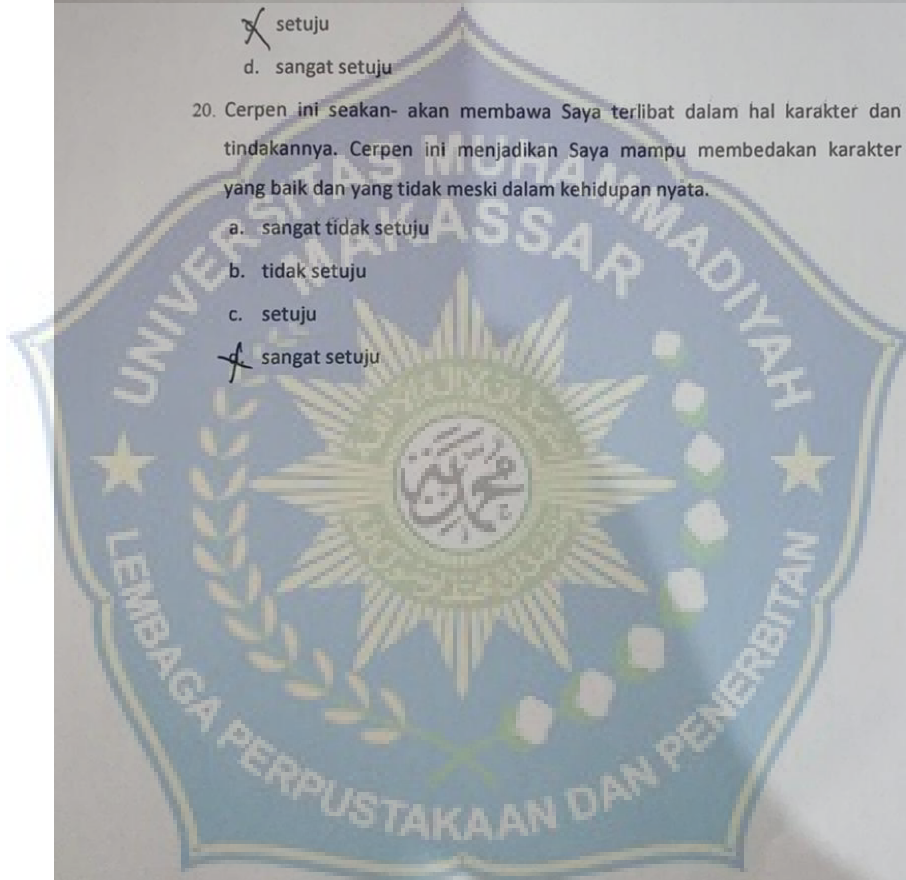 setuju
d. sangat setuju
20. Cerpen ini seakan- akan membawa Saya terlibat dalam hal karakter dan
tindakannya. Cerpen ini menjadikan Saya mampu membedakan karakter
yang baik dan yang tidak meski dalam kehidupan nyata.
a. sangat tidak setuju
b. tidak setuju
c. setuju
d. sangat setuju
UNIVERSITAS MUHAMMADIYAH
MAKASSAR
LEMBAGA PERPUSTAKAAN DAN PENERBITAN